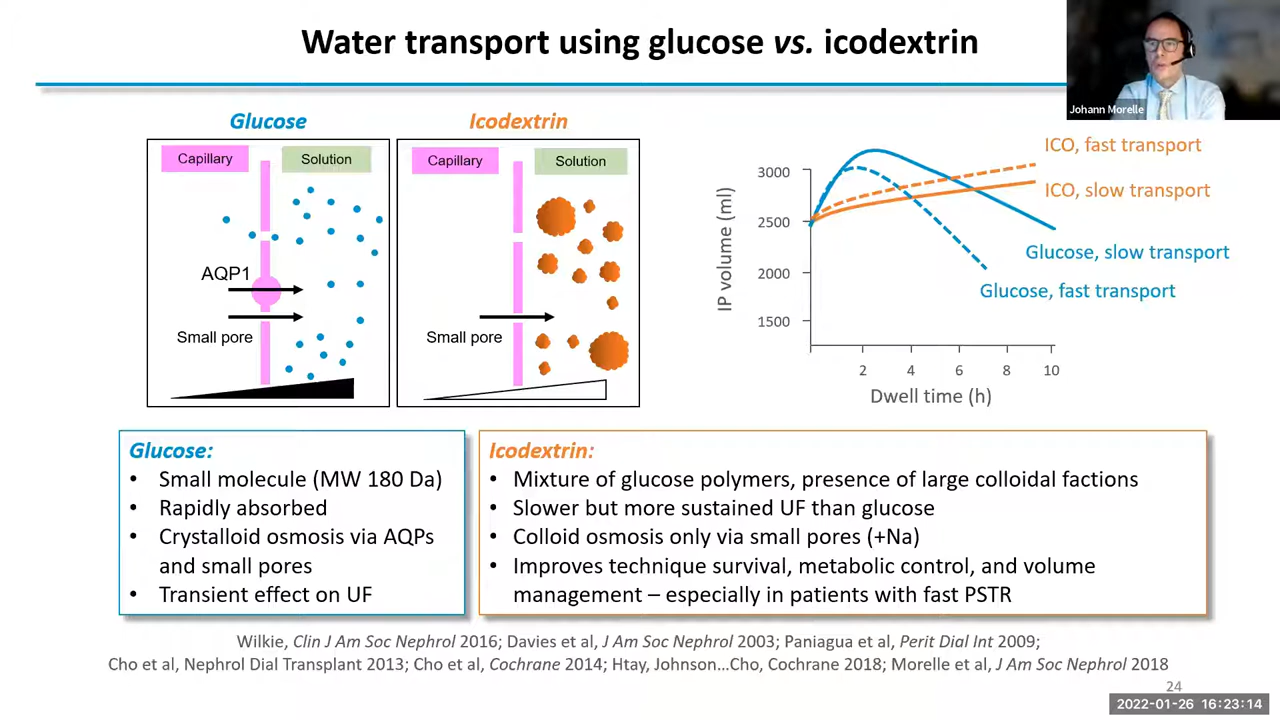 Water transport using glucose vs. icodextrin
Johann Morelle
Glucose
Capillary
Solution
AQP1
Small pore
Icodextrin
Capillary
Solution
Small pore
IP volume (ml)
3000
2500
2000
1500
2
4
6
8
10
Dwell time (h)
ICO, fast transport
ICO, slow transport
Glucose, slow transport
Glucose, fast transport
Glucose:
• Small molecule (MW 180 Da)
• Rapidly absorbed
• Crystalloid osmosis via AQPs
and small pores
• Transient effect on UF
Icodextrin:
• Mixture of glucose polymers, presence of large colloidal factions
• Slower but more sustained UF than glucose
• Colloid osmosis only via small pores (+Na)
• Improves technique survival, metabolic control, and volume
management – especially in patients with fast PSTR
Wilkie, Clin J Am Soc Nephrol 2016; Davies et al, J Am Soc Nephrol 2003; Paniagua et al, Perit Dial Int 2009;
Cho et al, Nephrol Dial Transplant 2013; Cho et al, Cochrane 2014; Htay, Johnson...Cho, Cochrane 2018; Morelle et al, J Am Soc Nephrol 2018
24
2022-01-26 16:23:14